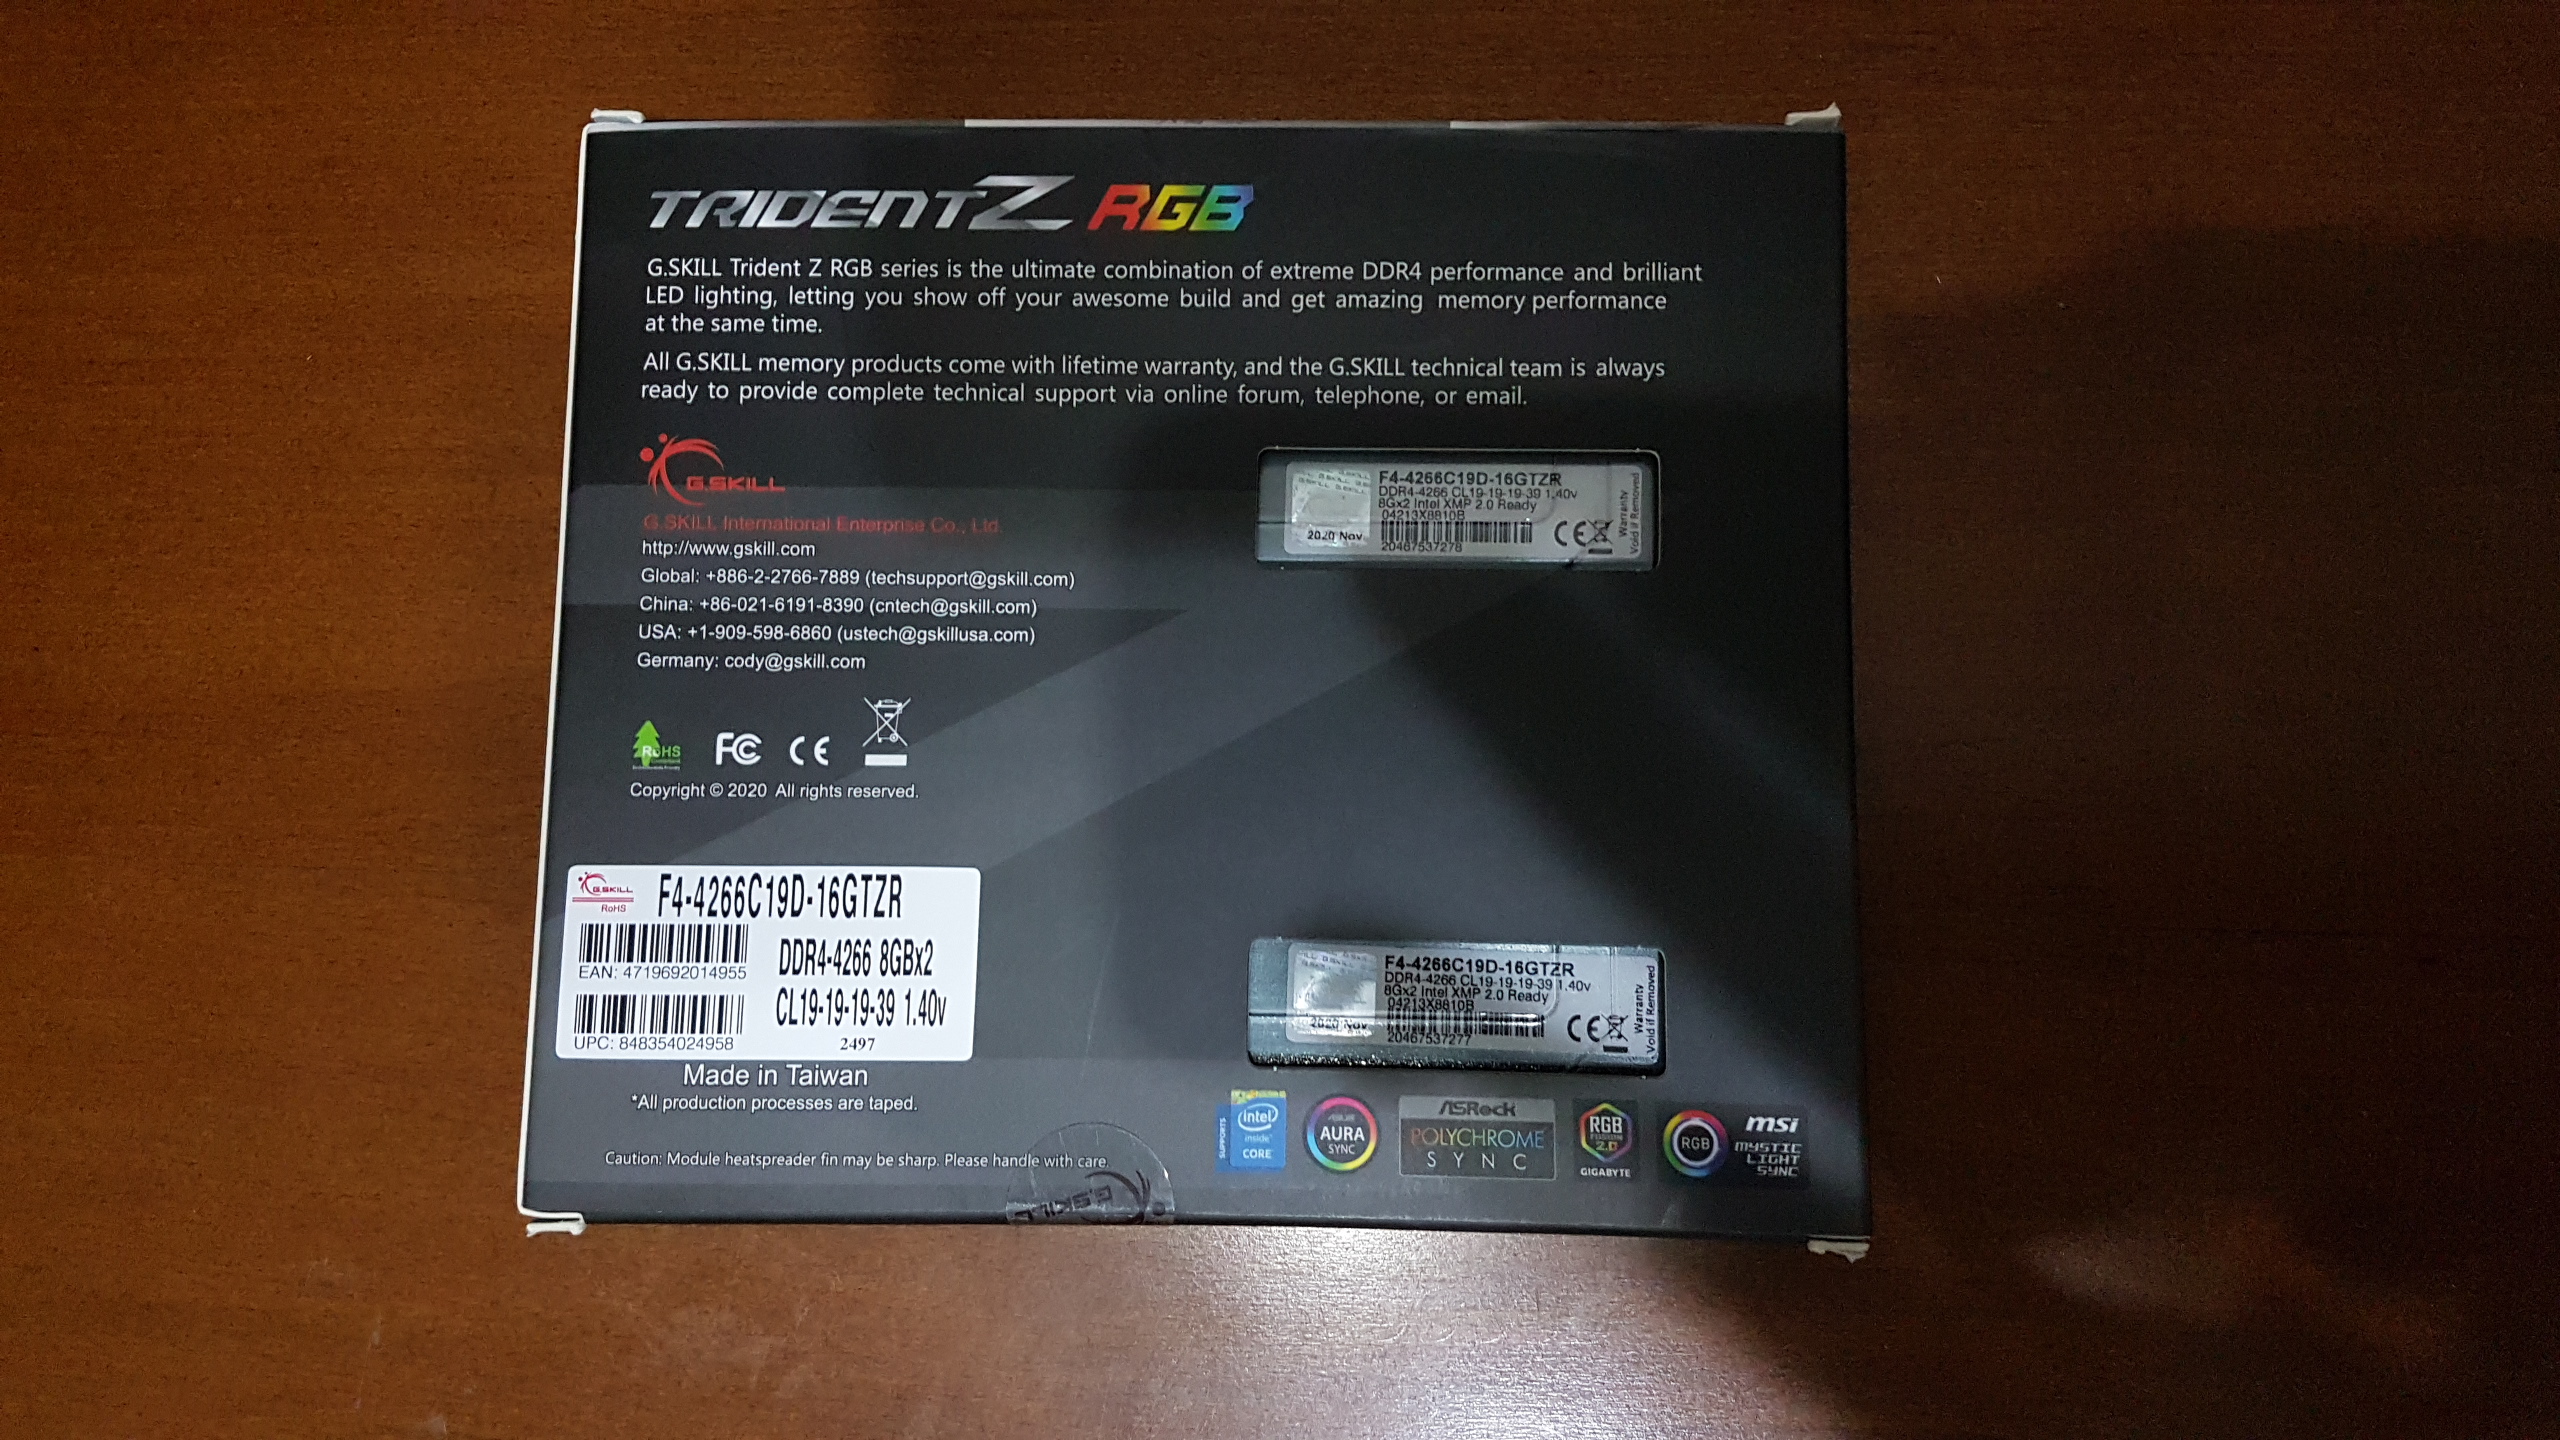 TRIDENTZ RGB
G.SKILL Trident Z RGB series is the ultimate combination of extreme DDR4 performance and brilliant
LED lighting, letting you show off your awesome build and get amazing memory performance
at the same time.
All G.SKILL memory products come with lifetime warranty, and the G.SKILL technical team is always
ready to provide complete technical support via online forum, telephone, or email.
G.SKILL
G.SKILL International Enterprise Co., Ltd.
http://www.gskill.com
Global: +886-2-2766-7889 (techsupport@gskill.com)
China: +86-021-6191-8390 (cntech@gskill.com)
USA: +1-909-598-6860 (ustech@gskillusa.com)
Germany: cody@gskill.com
RoHS
FC CE
Copyright © 2020 All rights reserved.
F4-4266C19D-16GTZR
DDR4-4266 CL19-19-19-39 1.40v
8Gx2 Intel XMP 2.0 Ready
04213X8810B
2020 Nov
20467537278
CE
Warranty
Void if Removed
G.SKILL
RoHS
F4-4266C19D-16GTZR
EAN: 4719692014955
DDR4-4266 8GBx2
CL19-19-19-39 1.40v
UPC: 848354024958
2497
Made in Taiwan
*All production processes are taped.
Caution: Module heatspreader fin may be sharp. Please handle with care.
G.SKILL
F4-4266C19D-16GTZR
DDR4-4266 CL19-19-19-39 1.40v
8Gx2 Intel XMP 2.0 Ready
04213X8810B
2020 Nov
20467537277
CE
Warranty
Void if Removed
SUPPORTS
intel
inside
CORE
ASUS
AURA
SYNC
ASRock
POLYCHROME
SYNC
RGB
FUSION
2.0
GIGABYTE
RGB
msi
MYSTIC
LIGHT
SYNC